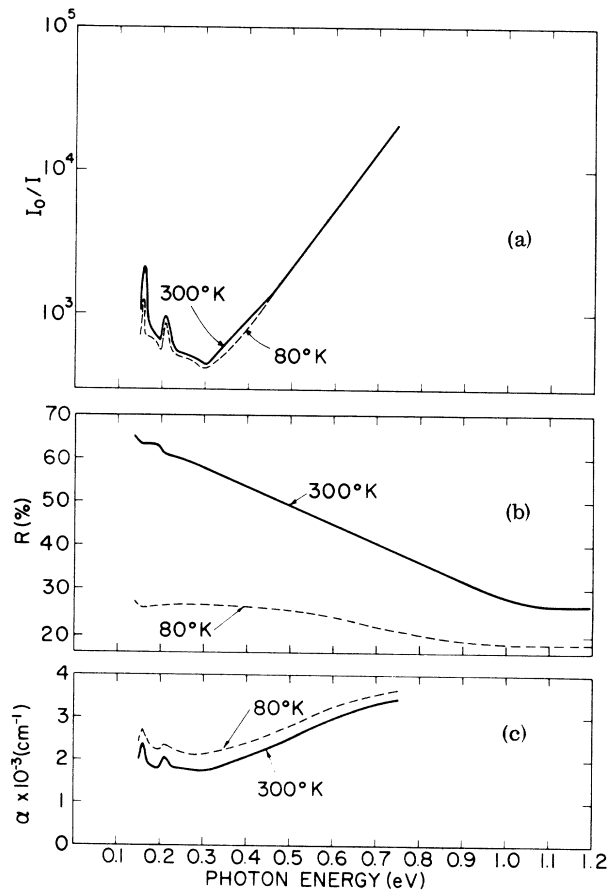 10⁵
10⁴
I₀/I
(a)
300°K
10³
80°K
70
60
50
R(%)
300°K
(b)
40
30
80°K
20
4
3
80°K
(c)
α x10⁻³(cm⁻¹)
2
300°K
1
0
0.1 0.2 0.3 0.4 0.5 0.6 0.7 0.8 0.9 1.0 1.1 1.2
PHOTON ENERGY (eV)